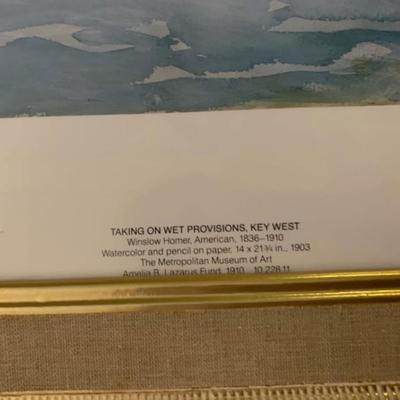 TAKING ON WET PROVISIONS, KEY WEST
Winslow Homer, American, 1836–1910
Watercolor and pencil on paper, 14 x 21¾ in., 1903
The Metropolitan Museum of Art
Amelia B. Lazarus Fund, 1910 10.228.11